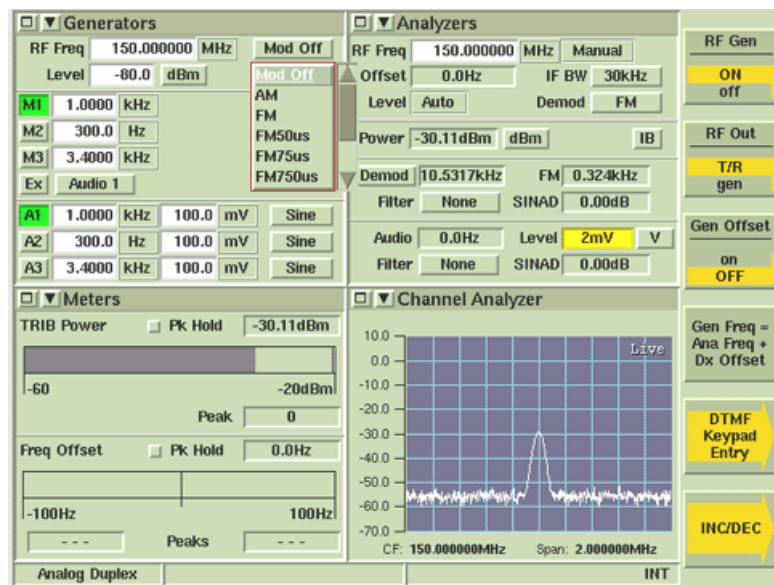 Generators
RF Freq 150.000000 MHz Mod Off
Level -80.0 dBm
Mod Off
AM
FM
FM50us
FM75us
FM750us
M1 1.0000 kHz
M2 300.0 Hz
M3 3.4000 kHz
Ex Audio 1
A1 1.0000 kHz 100.0 mV Sine
A2 300.0 Hz 100.0 mV Sine
A3 3.4000 kHz 100.0 mV Sine
Analyzers
RF Freq 150.000000 MHz Manual
Offset 0.0Hz IF BW 30kHz
Level Auto Demod FM
Power -30.11dBm dBm IB
Demod 10.5317kHz FM 0.324kHz
Filter None SINAD 0.00dB
Audio 0.0Hz Level 2mV V
Filter None SINAD 0.00dB
Meters
TRIB Power Pk Hold -30.11dBm
-60 -20dBm
Peak 0
Freq Offset Pk Hold 0.0Hz
-100Hz 100Hz
- - - Peaks - - -
Channel Analyzer
Live
10.0
0.0
-10.0
-20.0
-30.0
-40.0
-50.0
-60.0
-70.0
CF: 150.000000MHz Span: 2.000000MHz
RF Gen
ON
off
RF Out
T/R
gen
Gen Offset
on
OFF
Gen Freq =
Ana Freq +
Dx Offset
DTMF
Keypad
Entry
INC/DEC
Analog Duplex INT